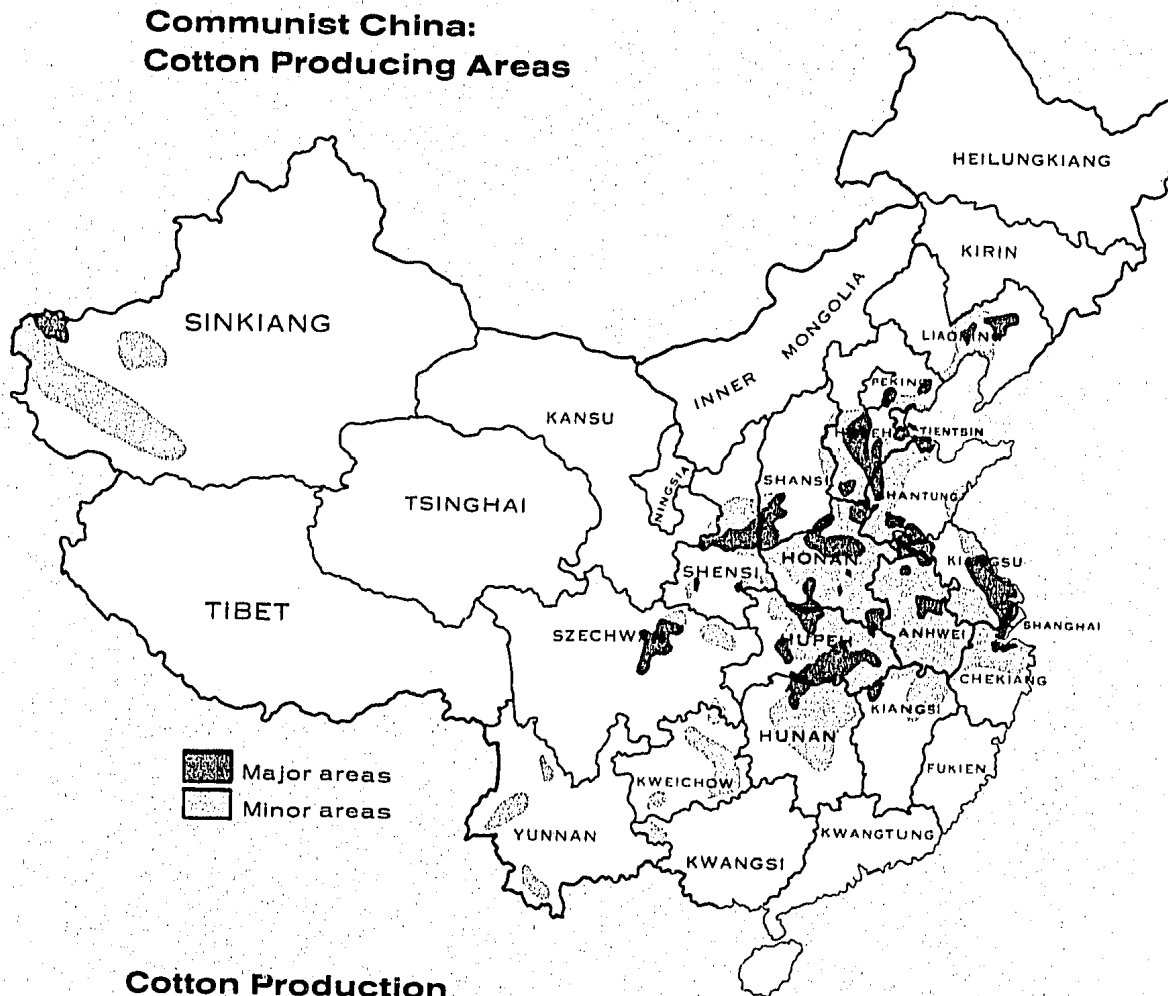 Communist China:
Cotton Producing Areas
HEILUNGKIANG
KIRIN
INNER MONGOLIA
SINKIANG
LIAONING
PEKING
KANSU
TIENTSIN
SHANSI
NINGSIA
TSINGHAI
HANTUNG
HONAN
KIANGSU
SHENSI
TIBET
SZECHWAN
HUPEH
ANHWEI
SHANGHAI
CHEKIANG
KIANGSI
HUNAN
Major areas
KWEICHOW
FUKIEN
Minor areas
YUNNAN
KWANGTUNG
KWANGSI
Cotton Production